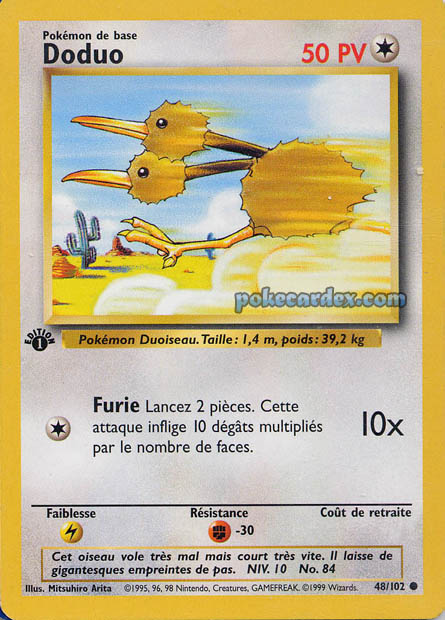 Pokémon de base
Doduo
50 PV
pokecardex.com
EDITION 1
Pokémon Duoiseau. Taille: 1,4 m, poids: 39,2 kg
Furie Lancez 2 pièces. Cette
attaque inflige 10 dégâts multipliés
par le nombre de faces.
10x
Faiblesse
Résistance
Coût de retraite
-30
Cet oiseau vole très mal mais court très vite. Il laisse de
gigantesques empreintes de pas. NIV. 10 No. 84
Illus. Mitsuhiro Arita ©1995, 96, 98 Nintendo, Creatures, GAMEFREAK. ©1999 Wizards. 48/102